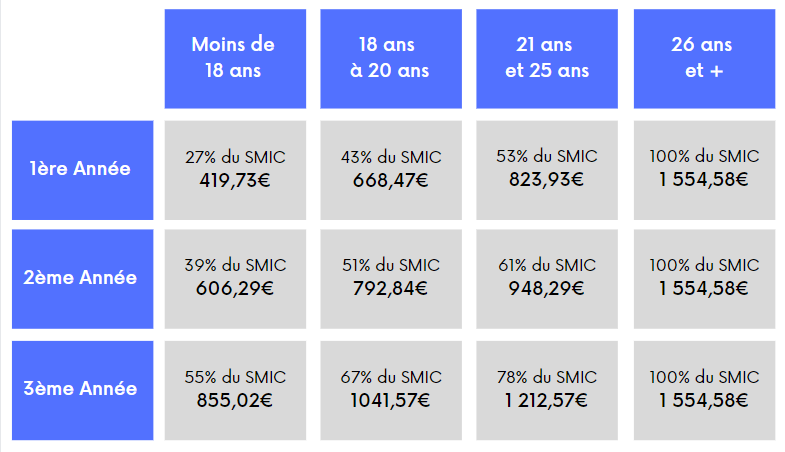 Moins de
18 ans
18 ans
à 20 ans
21 ans
et 25 ans
26 ans
et +
1ère Année
27% du SMIC
419,73€
43% du SMIC
668,47€
53% du SMIC
823,93€
100% du SMIC
1 554,58€
2ème Année
39% du SMIC
606,29€
51% du SMIC
792,84€
61% du SMIC
948,29€
100% du SMIC
1 554,58€
3ème Année
55% du SMIC
855,02€
67% du SMIC
1041,57€
78% du SMIC
1 212,57€
100% du SMIC
1 554,58€